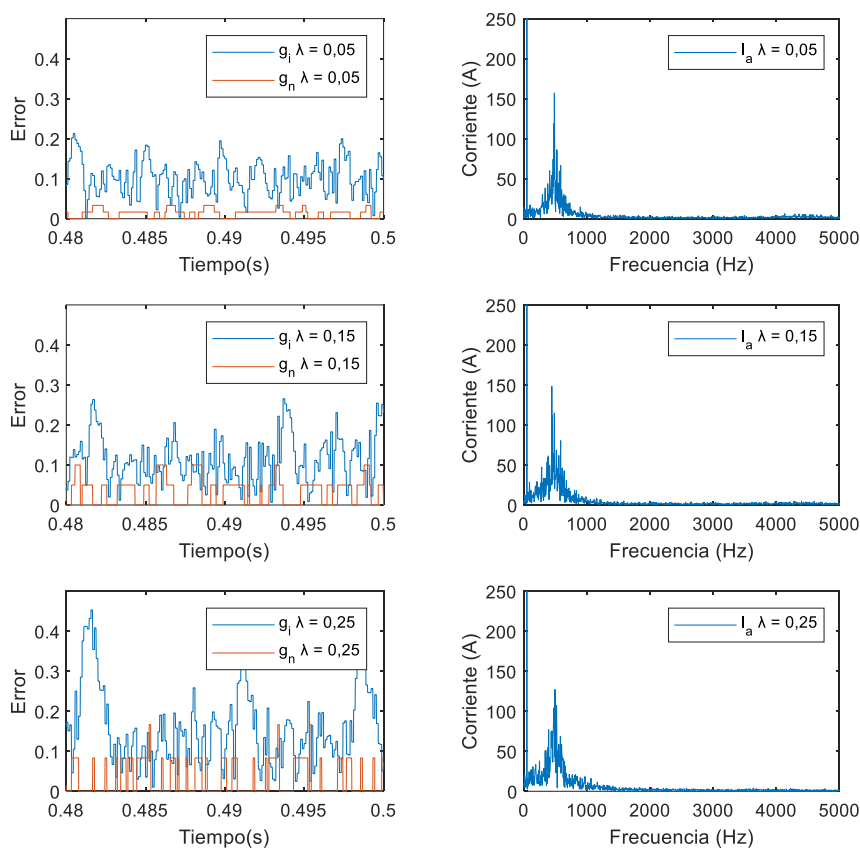 0.4
0.3
0.2
0.1
0
Error
g_i λ = 0,05
g_n λ = 0,05
0.48 0.485 0.49 0.495 0.5
Tiempo(s)
250
200
150
100
50
0
Corriente (A)
I_a λ = 0,05
0 1000 2000 3000 4000 5000
Frecuencia (Hz)
0.4
0.3
0.2
0.1
0
Error
g_i λ = 0,15
g_n λ = 0,15
0.48 0.485 0.49 0.495 0.5
Tiempo(s)
250
200
150
100
50
0
Corriente (A)
I_a λ = 0,15
0 1000 2000 3000 4000 5000
Frecuencia (Hz)
0.4
0.3
0.2
0.1
0
Error
g_i λ = 0,25
g_n λ = 0,25
0.48 0.485 0.49 0.495 0.5
Tiempo(s)
250
200
150
100
50
0
Corriente (A)
I_a λ = 0,25
0 1000 2000 3000 4000 5000
Frecuencia (Hz)